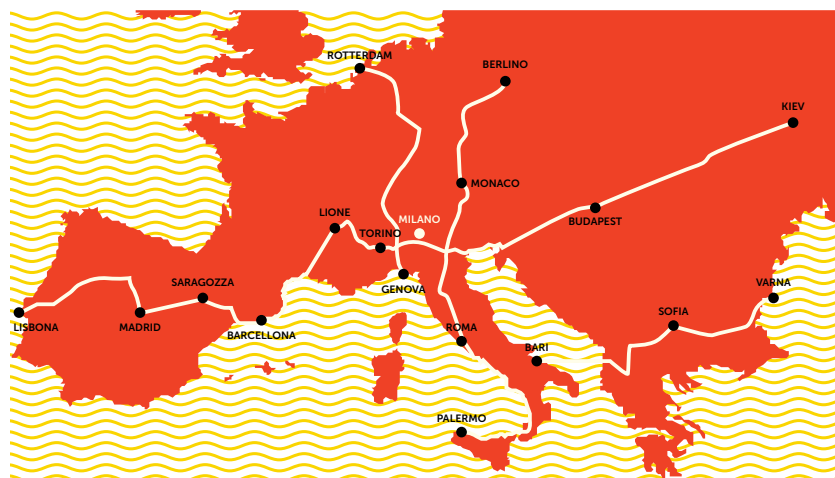 ROTTERDAM
BERLINO
KIEV
MONACO
LIONE
MILANO
BUDAPEST
TORINO
SARAGOZZA
GENOVA
VARNA
LISBONA
MADRID
BARCELLONA
ROMA
SOFIA
BARI
PALERMO